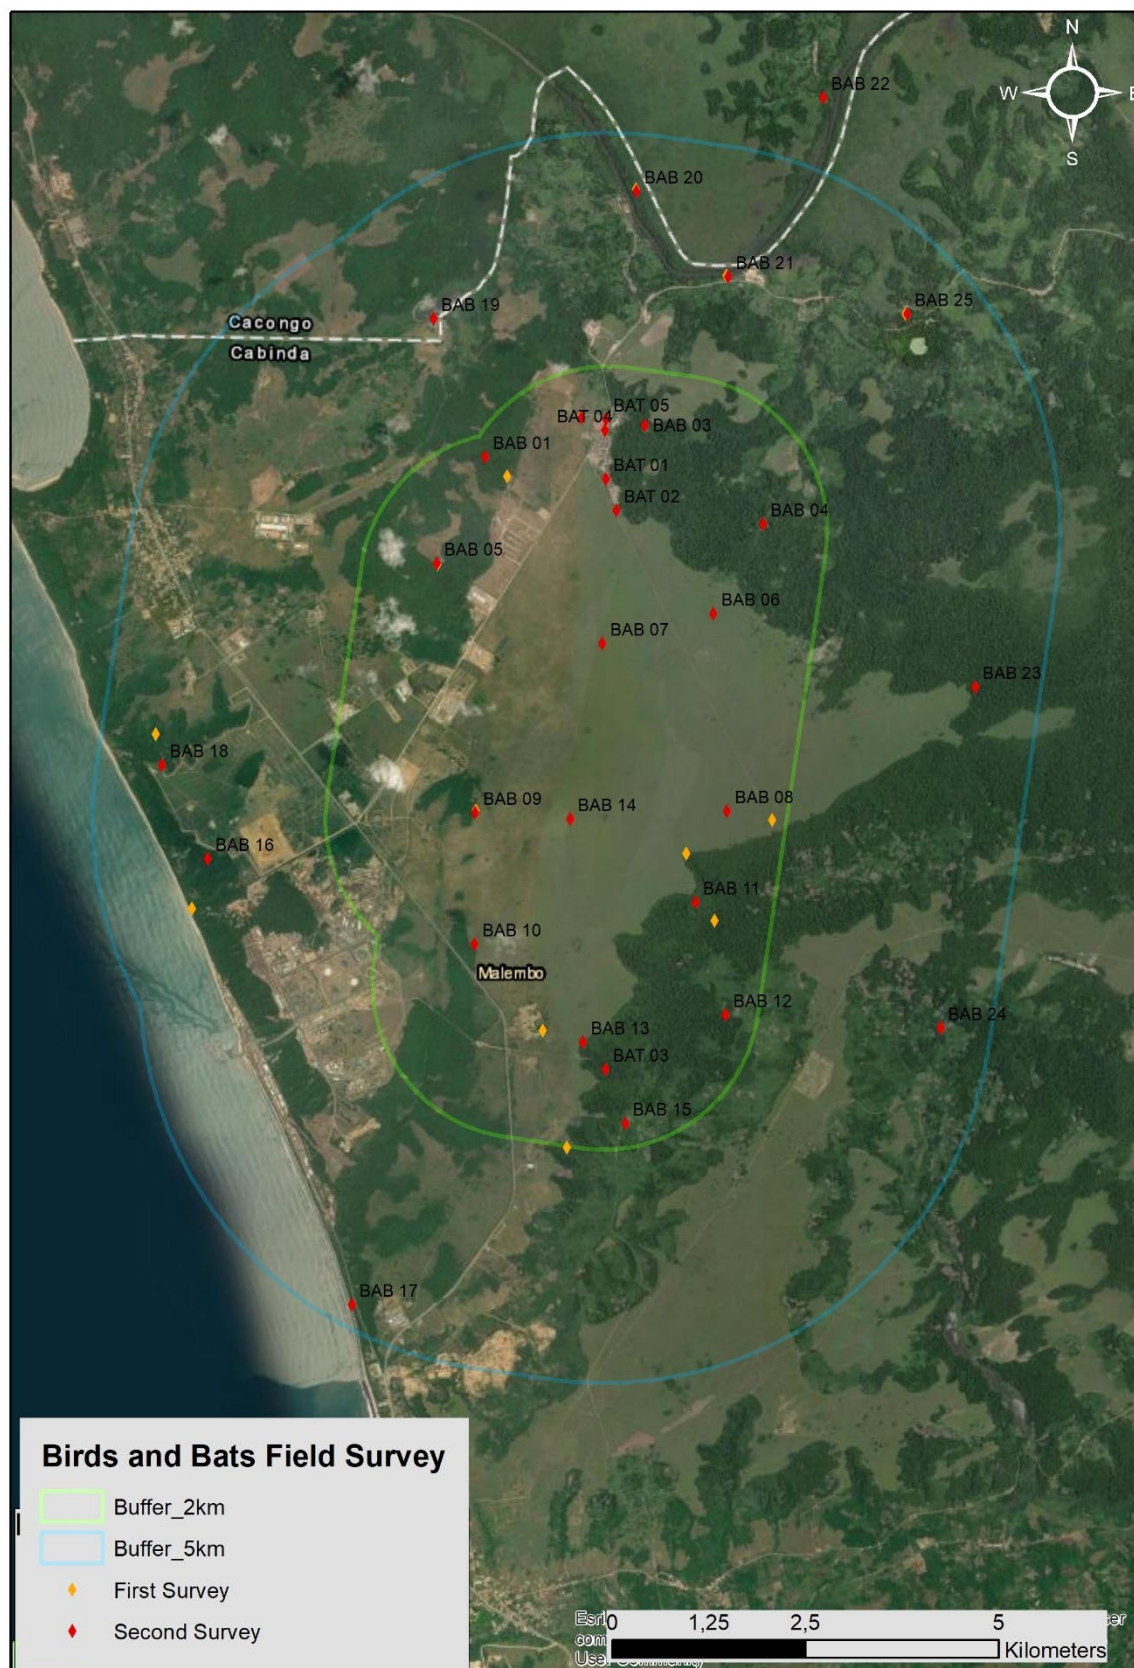 N
W
E
S
BAB 22
BAB 20
BAB 21
BAB 25
BAB 19
Cacongo
Cabinda
BAT 05
BAT 04
BAB 03
BAB 01
BAT 01
BAT 02
BAB 04
BAB 05
BAB 06
BAB 07
BAB 23
BAB 18
BAB 09
BAB 14
BAB 08
BAB 16
BAB 11
BAB 10
Malembo
BAB 12
BAB 24
BAB 13
BAT 03
BAB 15
BAB 17
Birds and Bats Field Survey
Buffer_2km
Buffer_5km
First Survey
Second Survey
0 1,25 2,5 5
Kilometers